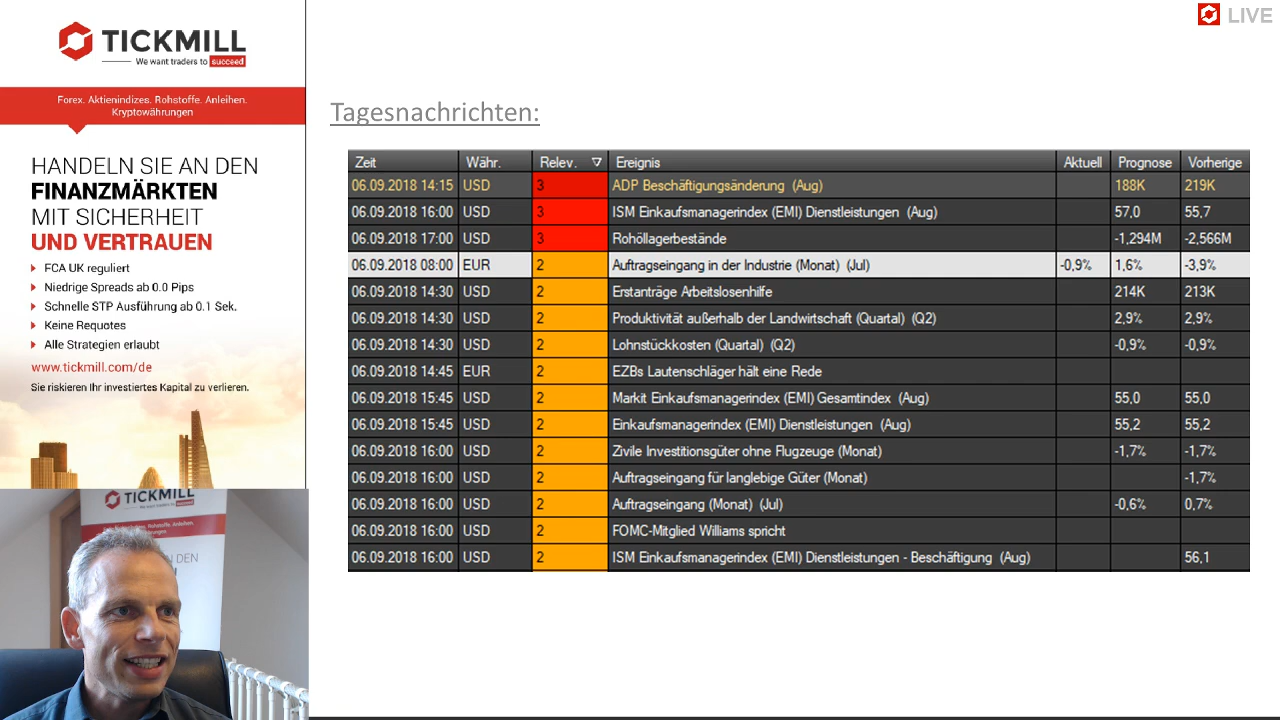 TICKMILL
We want traders to succeed
Forex. Aktienindizes. Rohstoffe. Anleihen.
Kryptowährungen
HANDELN SIE AN DEN
FINANZMÄRKTEN
MIT SICHERHEIT
UND VERTRAUEN
FCA UK reguliert
Niedrige Spreads ab 0.0 Pips
Schnelle STP Ausführung ab 0.1 Sek.
Keine Requotes
Alle Strategien erlaubt
www.tickmill.com/de
Sie riskieren Ihr investiertes Kapital zu verlieren.
TICKMILL
LIVE
Tagesnachrichten:
Zeit Währ. Relev. Ereignis Aktuell Prognose Vorherige
06.09.2018 14:15 USD 3 ADP Beschäftigungsänderung (Aug) 188K 219K
06.09.2018 16:00 USD 3 ISM Einkaufsmanagerindex (EMI) Dienstleistungen (Aug) 57,0 55,7
06.09.2018 17:00 USD 3 Rohöllagerbestände -1,294M -2,566M
06.09.2018 08:00 EUR 2 Auftragseingang in der Industrie (Monat) (Jul) -0,9% 1,6% -3,9%
06.09.2018 14:30 USD 2 Erstanträge Arbeitslosenhilfe 214K 213K
06.09.2018 14:30 USD 2 Produktivität außerhalb der Landwirtschaft (Quartal) (Q2) 2,9% 2,9%
06.09.2018 14:30 USD 2 Lohnstückkosten (Quartal) (Q2) -0,9% -0,9%
06.09.2018 14:45 EUR 2 EZBs Lautenschläger hält eine Rede
06.09.2018 15:45 USD 2 Markit Einkaufsmanagerindex (EMI) Gesamtindex (Aug) 55,0 55,0
06.09.2018 15:45 USD 2 Einkaufsmanagerindex (EMI) Dienstleistungen (Aug) 55,2 55,2
06.09.2018 16:00 USD 2 Zivile Investitionsgüter ohne Flugzeuge (Monat) -1,7% -1,7%
06.09.2018 16:00 USD 2 Auftragseingang für langlebige Güter (Monat) -1,7%
06.09.2018 16:00 USD 2 Auftragseingang (Monat) (Jul) -0,6% 0,7%
06.09.2018 16:00 USD 2 FOMC-Mitglied Williams spricht
06.09.2018 16:00 USD 2 ISM Einkaufsmanagerindex (EMI) Dienstleistungen - Beschäftigung (Aug) 56,1